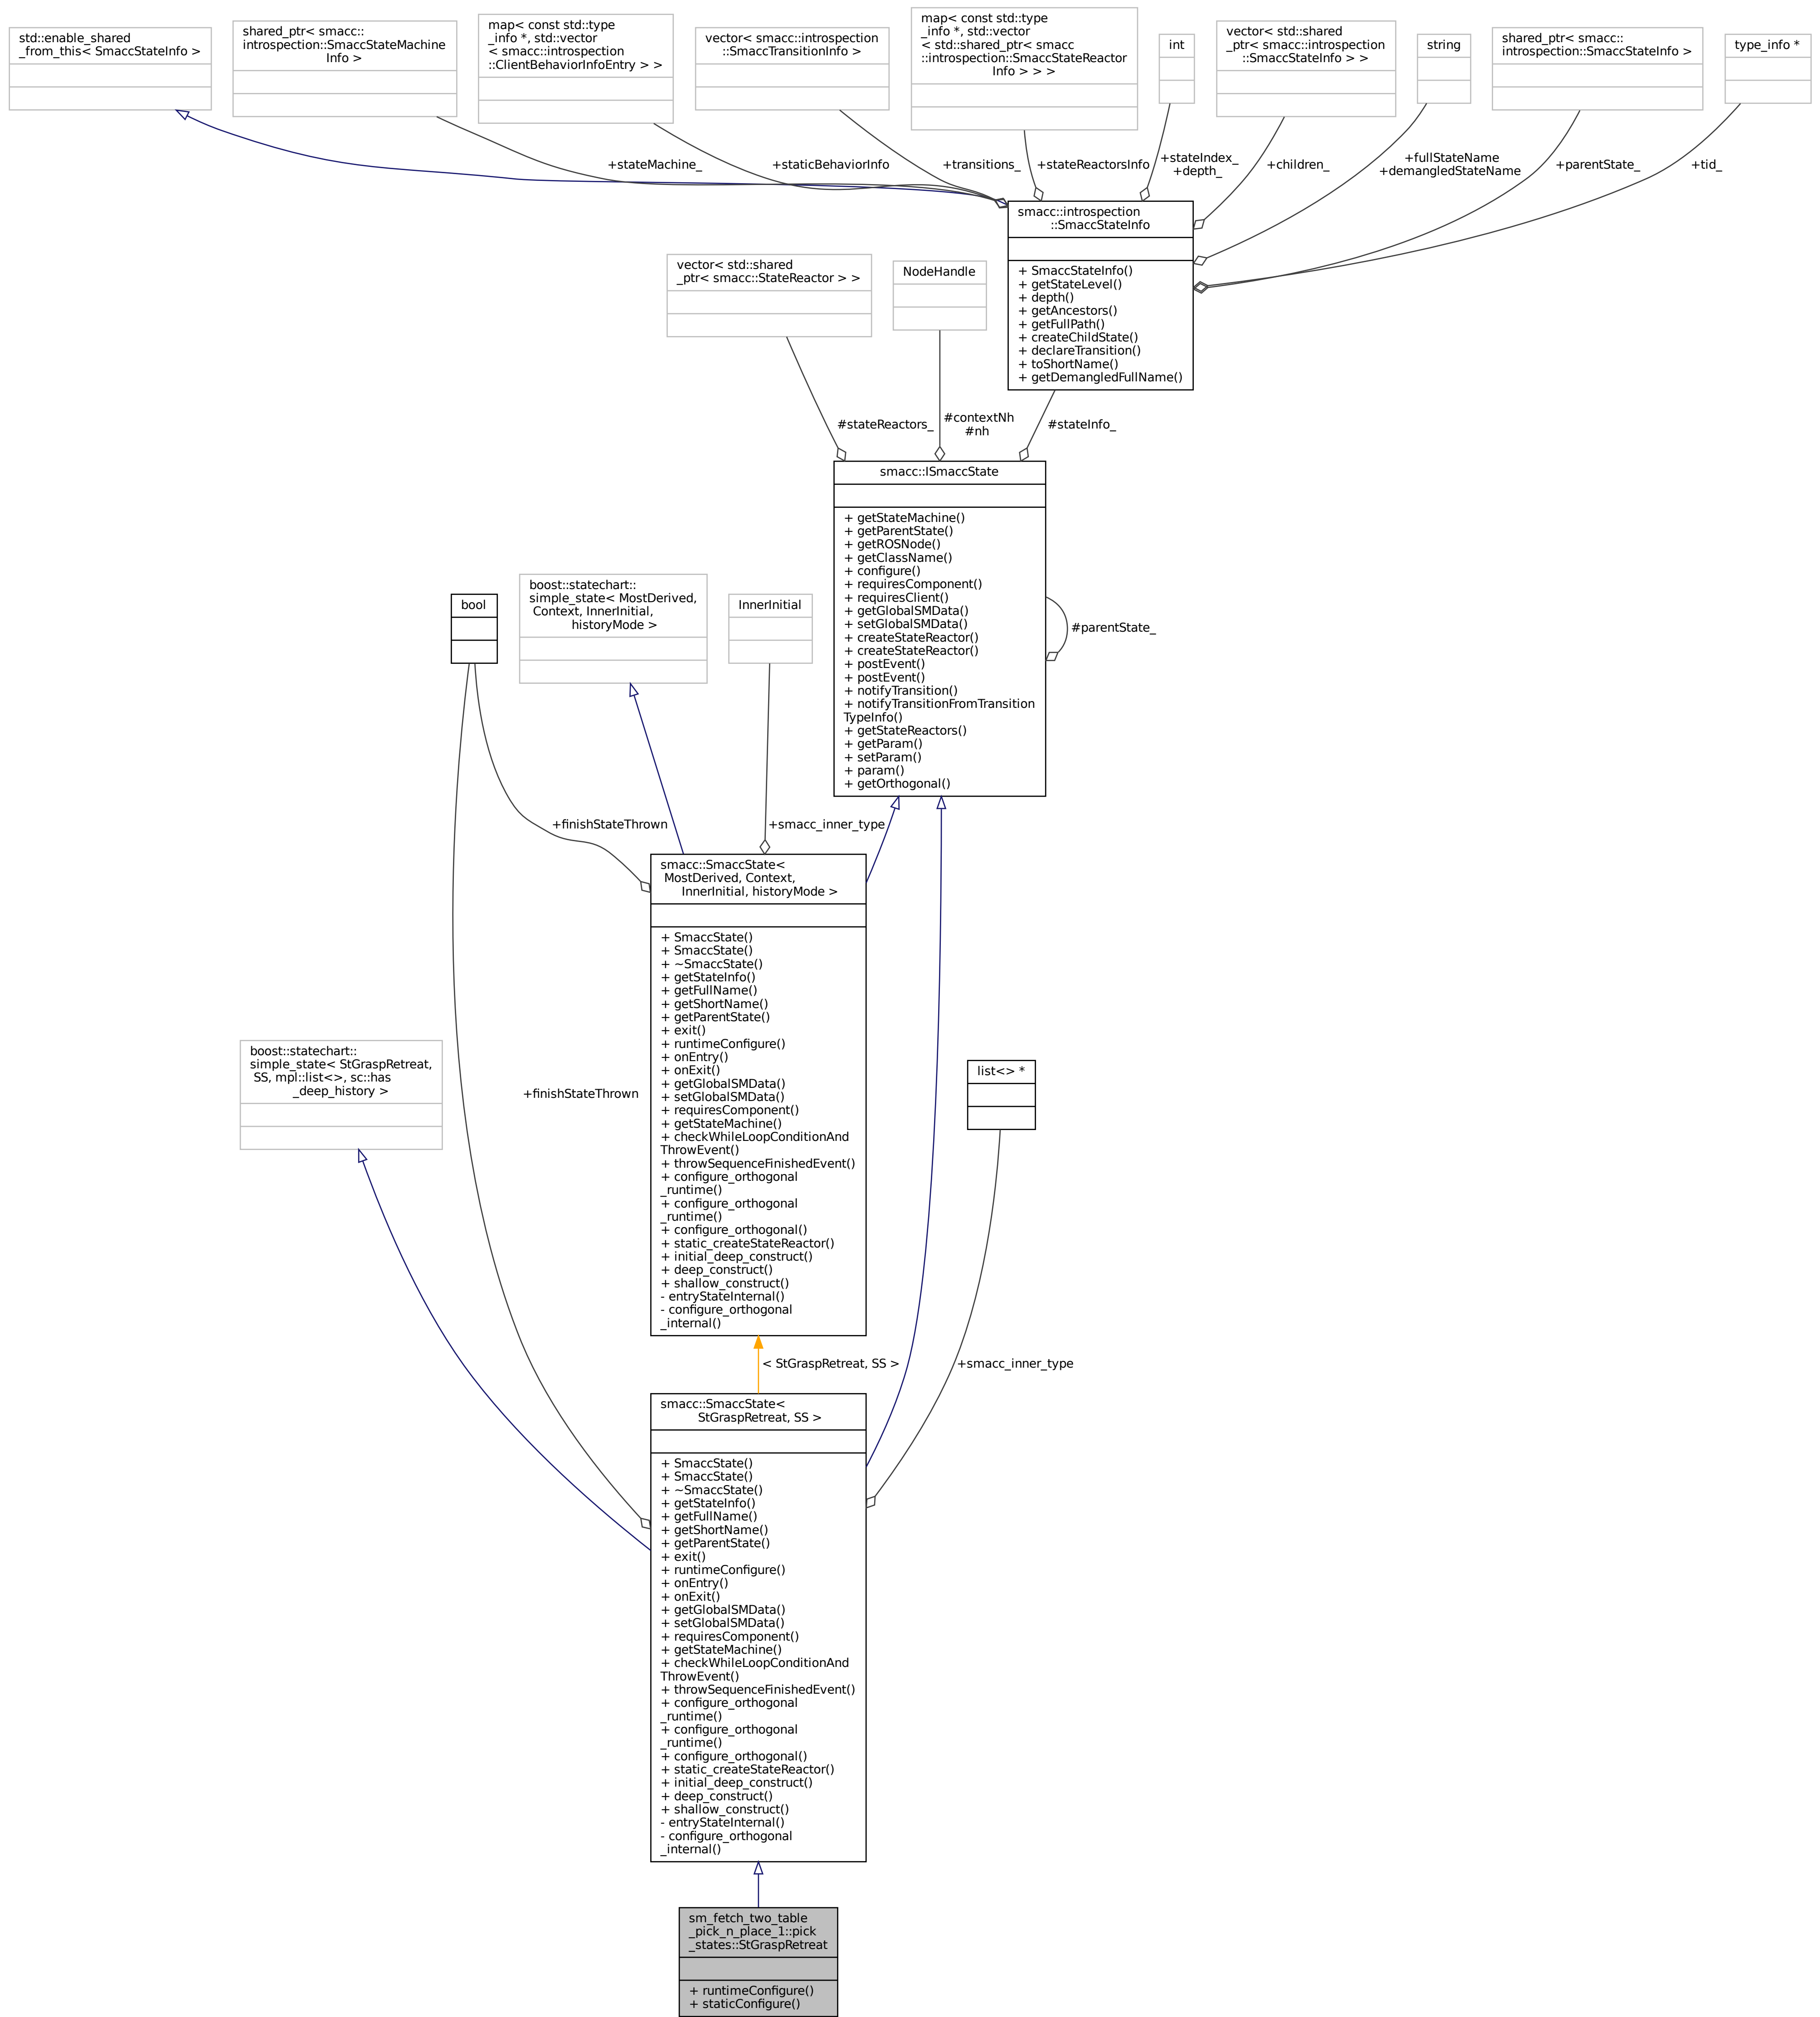 std::enable_shared
_from_this< SmaccStateInfo >
shared_ptr< smacc::
introspection::SmaccStateMachine
Info >
map< const std::type
_info *, std::vector
< smacc::introspection
::ClientBehaviorInfoEntry > >
vector< smacc::introspection
::SmaccTransitionInfo >
map< const std::type
_info *, std::vector
< std::shared_ptr< smacc
::introspection::SmaccStateReactor
Info > > >
int
vector< std::shared
_ptr< smacc::introspection
::SmaccStateInfo > >
string
shared_ptr< smacc::
introspection::SmaccStateInfo >
type_info *
+stateMachine_
+staticBehaviorInfo
+transitions_
+stateReactorsInfo
+stateIndex_
+depth_
+children_
+fullStateName
+demangledStateName
+parentState_
+tid_
smacc::introspection
::SmaccStateInfo
+ SmaccStateInfo()
+ getStateLevel()
+ depth()
+ getAncestors()
+ getFullPath()
+ createChildState()
+ declareTransition()
+ toShortName()
+ getDemangledFullName()
vector< std::shared
_ptr< smacc::StateReactor > >
NodeHandle
#stateReactors_
#contextNh
#nh
#stateInfo_
smacc::ISmaccState
+ getStateMachine()
+ getParentState()
+ getROSNode()
+ getClassName()
+ configure()
+ requiresComponent()
+ requiresClient()
+ getGlobalSMData()
+ setGlobalSMData()
+ createStateReactor()
+ createStateReactor()
+ postEvent()
+ postEvent()
+ notifyTransition()
+ notifyTransitionFromTransition
TypeInfo()
+ getStateReactors()
+ getParam()
+ setParam()
+ param()
+ getOrthogonal()
#parentState_
bool
boost::statechart::
simple_state< MostDerived,
Context, InnerInitial,
historyMode >
InnerInitial
+finishStateThrown
+smacc_inner_type
smacc::SmaccState<
MostDerived, Context,
InnerInitial, historyMode >
+ SmaccState()
+ SmaccState()
+ ~SmaccState()
+ getStateInfo()
+ getFullName()
+ getShortName()
+ getParentState()
+ exit()
+ runtimeConfigure()
+ onEntry()
+ onExit()
+ getGlobalSMData()
+ setGlobalSMData()
+ requiresComponent()
+ getStateMachine()
+ checkWhileLoopConditionAnd
ThrowEvent()
+ throwSequenceFinishedEvent()
+ configure_orthogonal
_runtime()
+ configure_orthogonal
_runtime()
+ configure_orthogonal()
+ static_createStateReactor()
+ initial_deep_construct()
+ deep_construct()
+ shallow_construct()
- entryStateInternal()
- configure_orthogonal
_internal()
boost::statechart::
simple_state< StGraspRetreat,
SS, mpl::list<>, sc::has
_deep_history >
+finishStateThrown
list<> *
< StGraspRetreat, SS >
+smacc_inner_type
smacc::SmaccState<
StGraspRetreat, SS >
+ SmaccState()
+ SmaccState()
+ ~SmaccState()
+ getStateInfo()
+ getFullName()
+ getShortName()
+ getParentState()
+ exit()
+ runtimeConfigure()
+ onEntry()
+ onExit()
+ getGlobalSMData()
+ setGlobalSMData()
+ requiresComponent()
+ getStateMachine()
+ checkWhileLoopConditionAnd
ThrowEvent()
+ throwSequenceFinishedEvent()
+ configure_orthogonal
_runtime()
+ configure_orthogonal
_runtime()
+ configure_orthogonal()
+ static_createStateReactor()
+ initial_deep_construct()
+ deep_construct()
+ shallow_construct()
- entryStateInternal()
- configure_orthogonal
_internal()
sm_fetch_two_table
_pick_n_place_1::pick
_states::StGraspRetreat
+ runtimeConfigure()
+ staticConfigure()